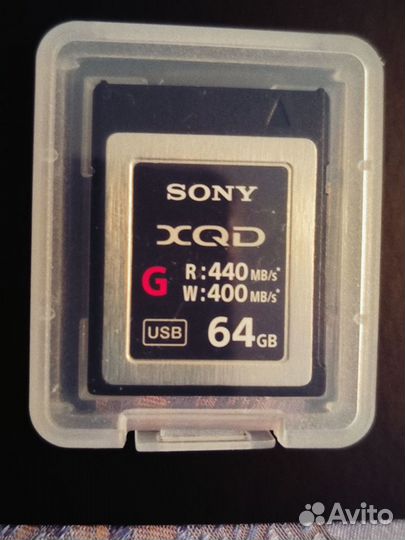 SONY
XQD
G R:440 MB/s*
W:400 MB/s*
USB 64GB
Avito